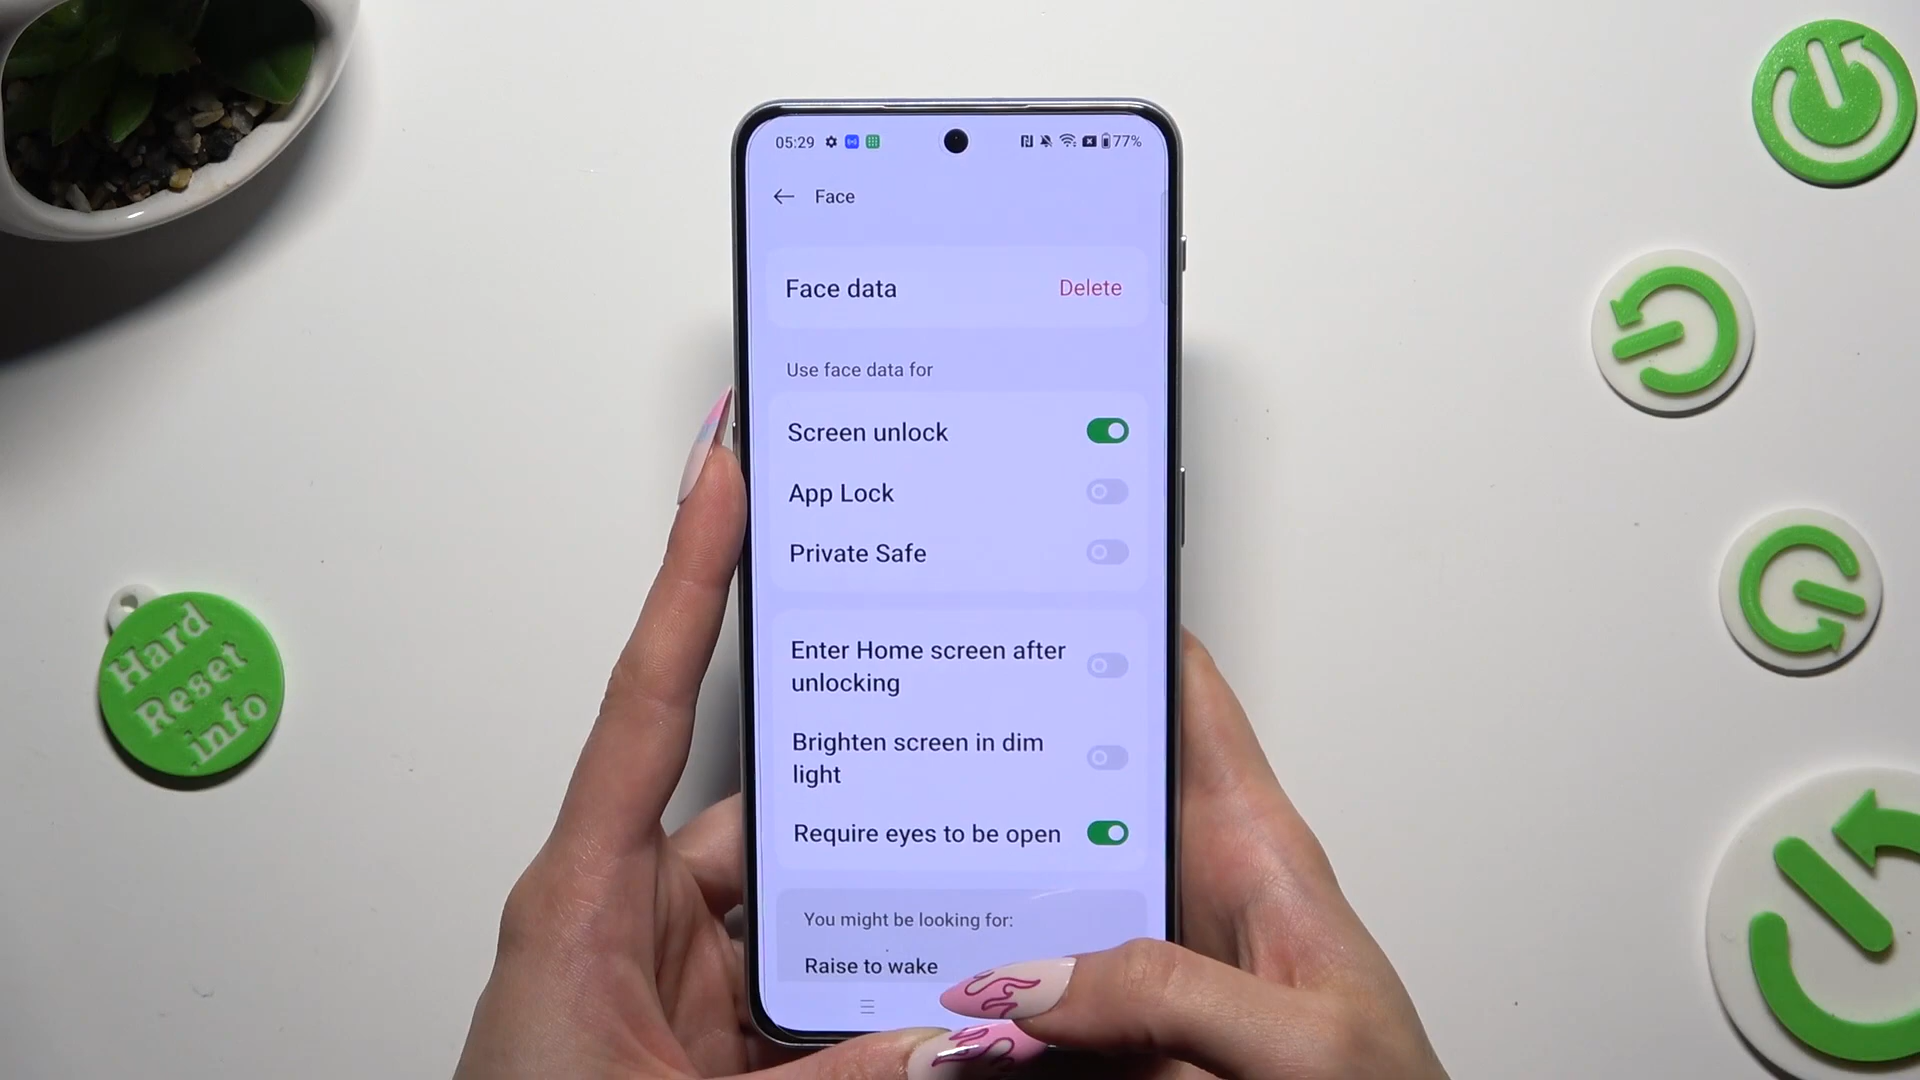 05:29 77%
Face
Face data Delete
Use face data for
Screen unlock
App Lock
Private Safe
Enter Home screen after
unlocking
Brighten screen in dim
light
Require eyes to be open
You might be looking for:
Raise to wake
Hard
Reset
info